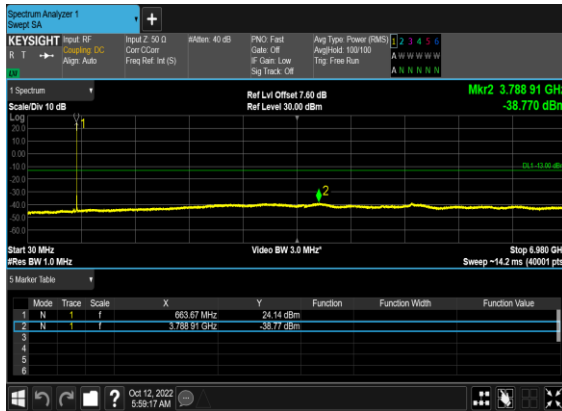 Spectrum Analyzer 1
Swept SA
KEYSIGHT Input: RF Input Z: 50 Ω #Atten: 40 dB PNO: Fast Avg Type: Power (RMS) 1 2 3 4 5 6
R T Coupling: DC Corr CCorr Gate: Off Avg|Hold: 100/100 A W W W W W
Align: Auto Freq Ref: Int (S) IF Gain: Low Trig: Free Run
Sig Track: Off A N N N N N
1 Spectrum Ref Lvl Offset 7.60 dB Mkr2 3.788 91 GHz
Scale/Div 10 dB Ref Level 30.00 dBm -38.770 dBm
Log
1
20.0
10.0
0.00
-10.0 DL1 -13.00 dBm
-20.0
-30.0
2
-40.0
-50.0
-60.0
Start 30 MHz Video BW 3.0 MHz* Stop 6.980 GHz
#Res BW 1.0 MHz Sweep ~14.2 ms (40001 pts)
5 Marker Table
Mode Trace Scale X Y Function Function Width Function Value
1 N 1 f 663.67 MHz 24.14 dBm
2 N 1 f 3.788 91 GHz -38.77 dBm
3
4
5
6
? Oct 12, 2022
5:59:17 AM